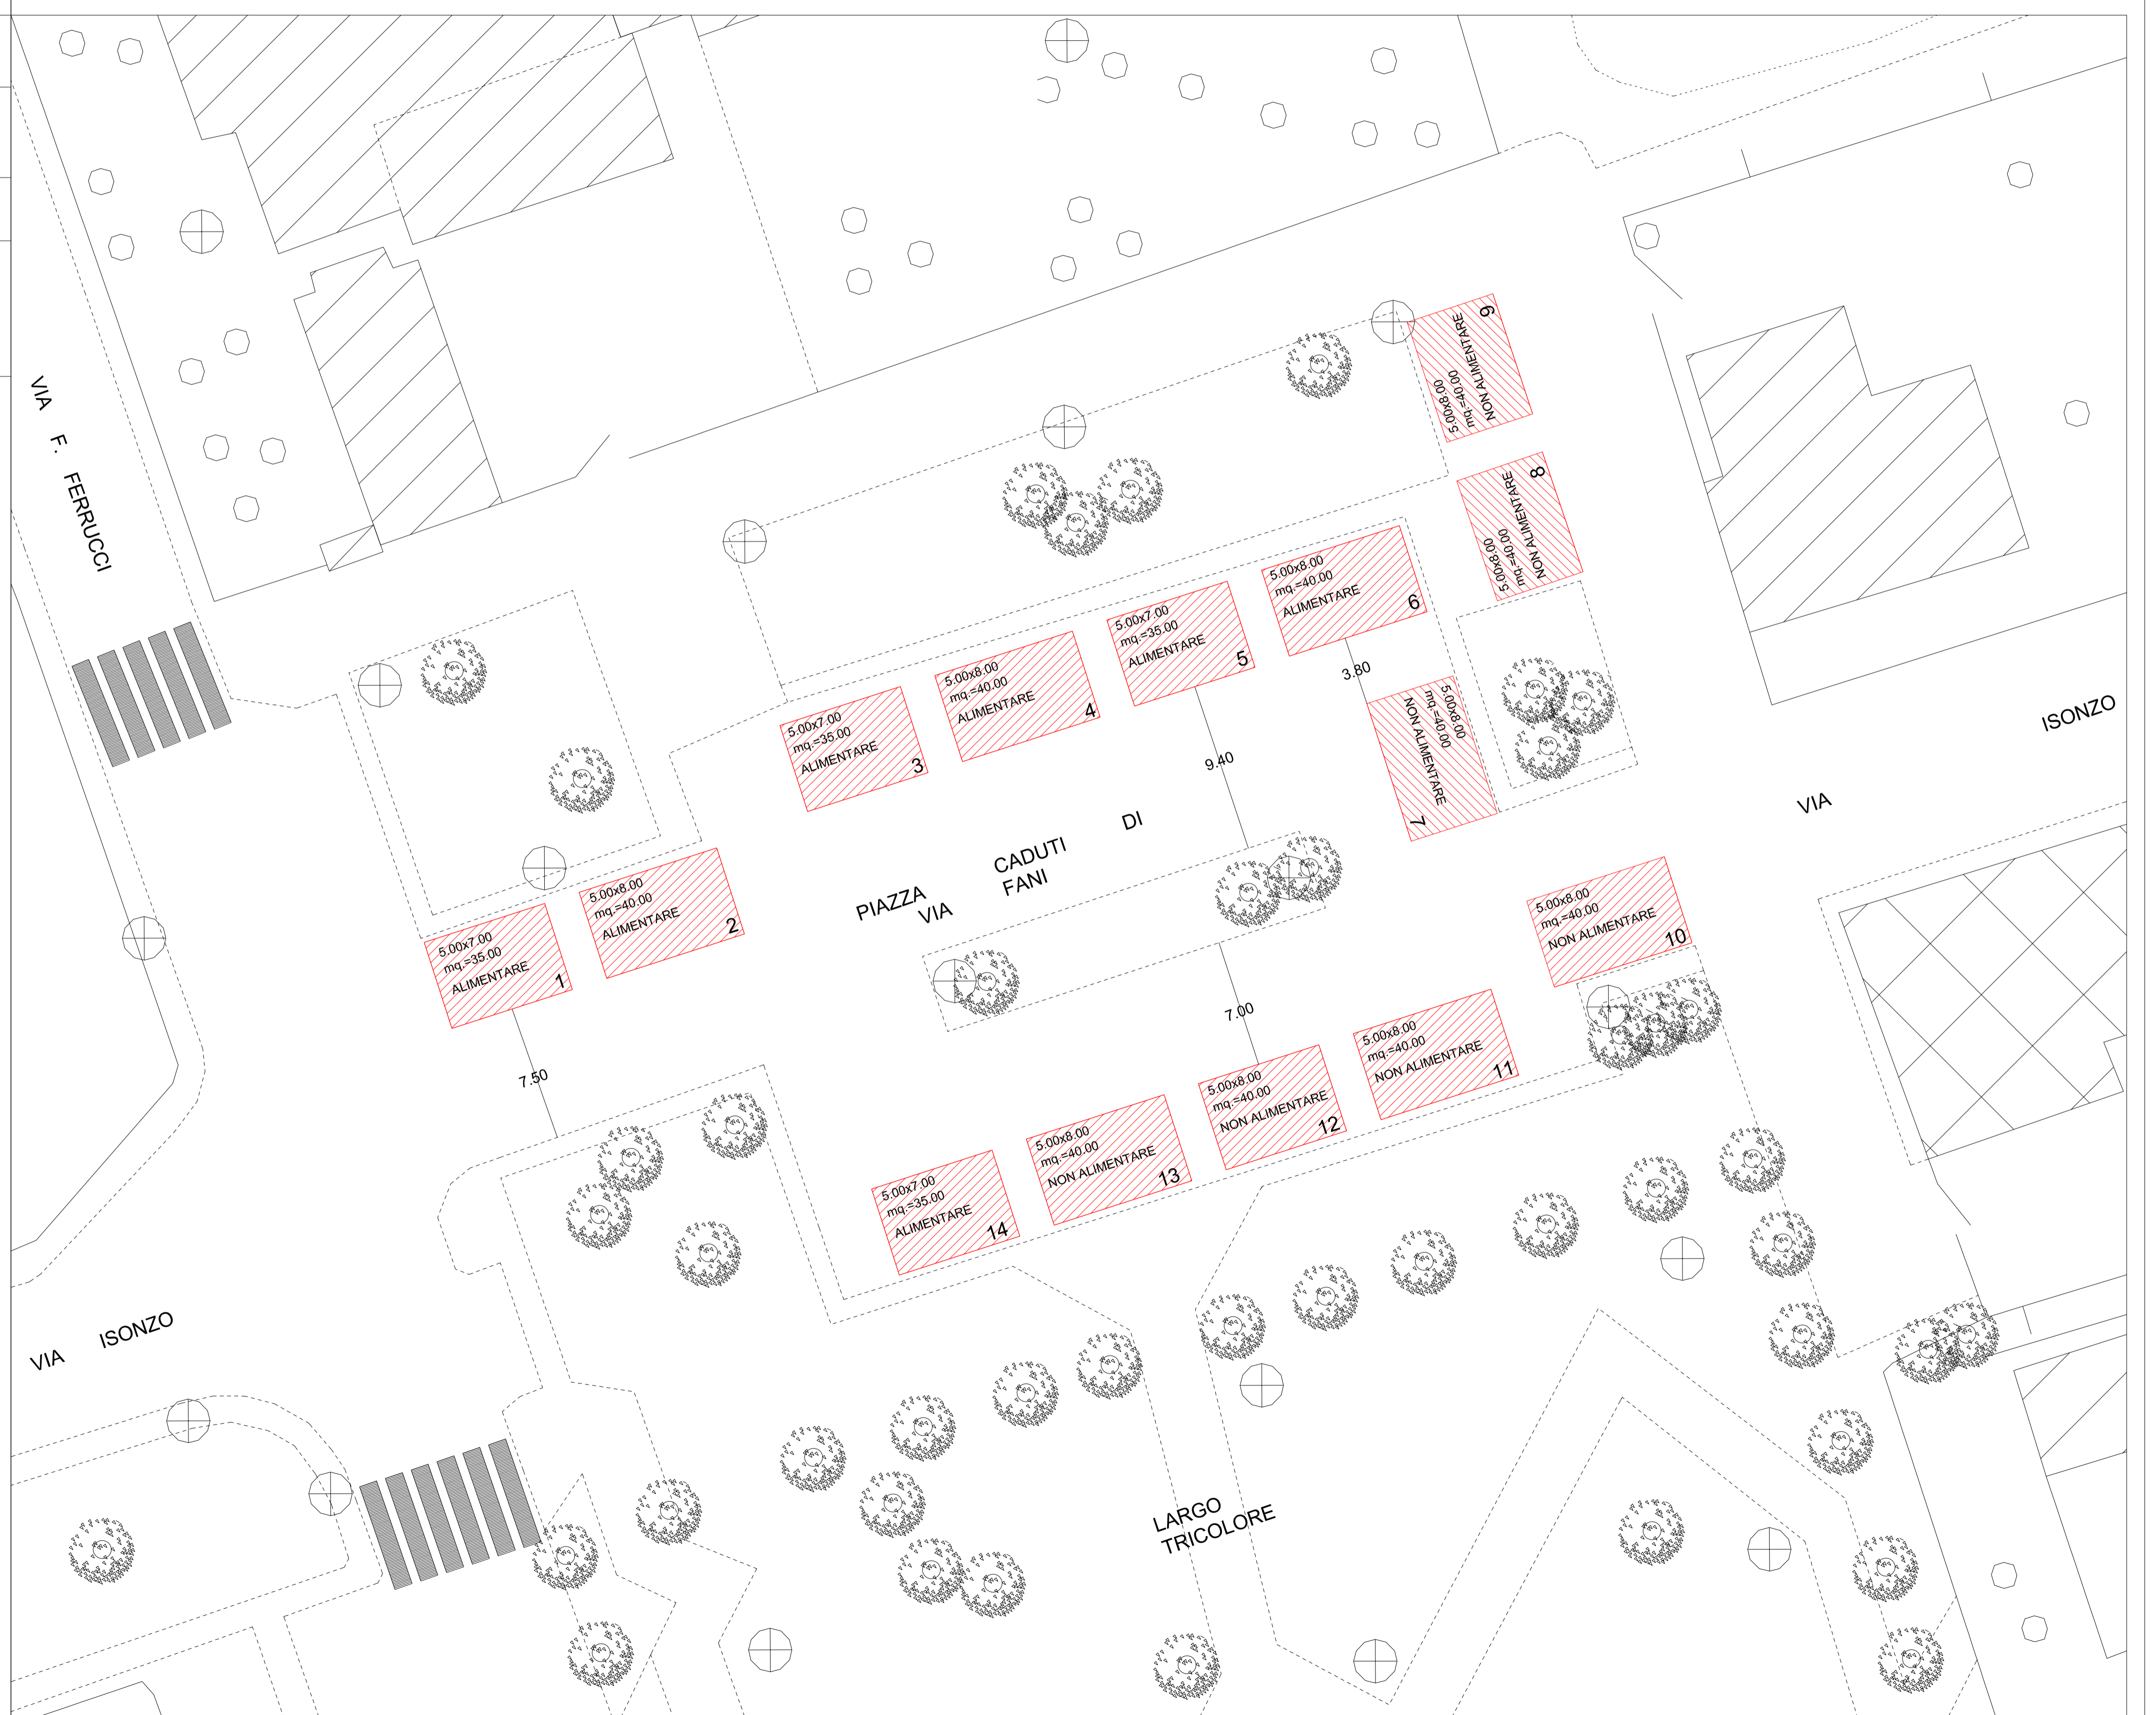 VIA F. FERRUCCI
9
NON ALIMENTARE
mq.=40.00
5.00x8.00
8
NON ALIMENTARE
mq.=40.00
5.00x8.00
5.00x8.00
mq.=40.00
ALIMENTARE
6
5.00x7.00
mq.=35.00
ALIMENTARE
5
5.00x8.00
mq.=40.00
ALIMENTARE
4
5.00x7.00
mq.=35.00
ALIMENTARE
3
3.80
9.40
5.00x8.00
mq.=40.00
NON ALIMENTARE
7
VIA ISONZO
5.00x8.00
mq.=40.00
ALIMENTARE
2
5.00x7.00
mq.=35.00
ALIMENTARE
1
7.50
PIAZZA CADUTI DI
VIA FANI
5.00x8.00
mq.=40.00
NON ALIMENTARE
10
7.00
5.00x8.00
mq.=40.00
NON ALIMENTARE
11
5.00x8.00
mq.=40.00
NON ALIMENTARE
12
5.00x8.00
mq.=40.00
NON ALIMENTARE
13
5.00x7.00
mq.=35.00
ALIMENTARE
14
VIA ISONZO
LARGO
TRICOLORE